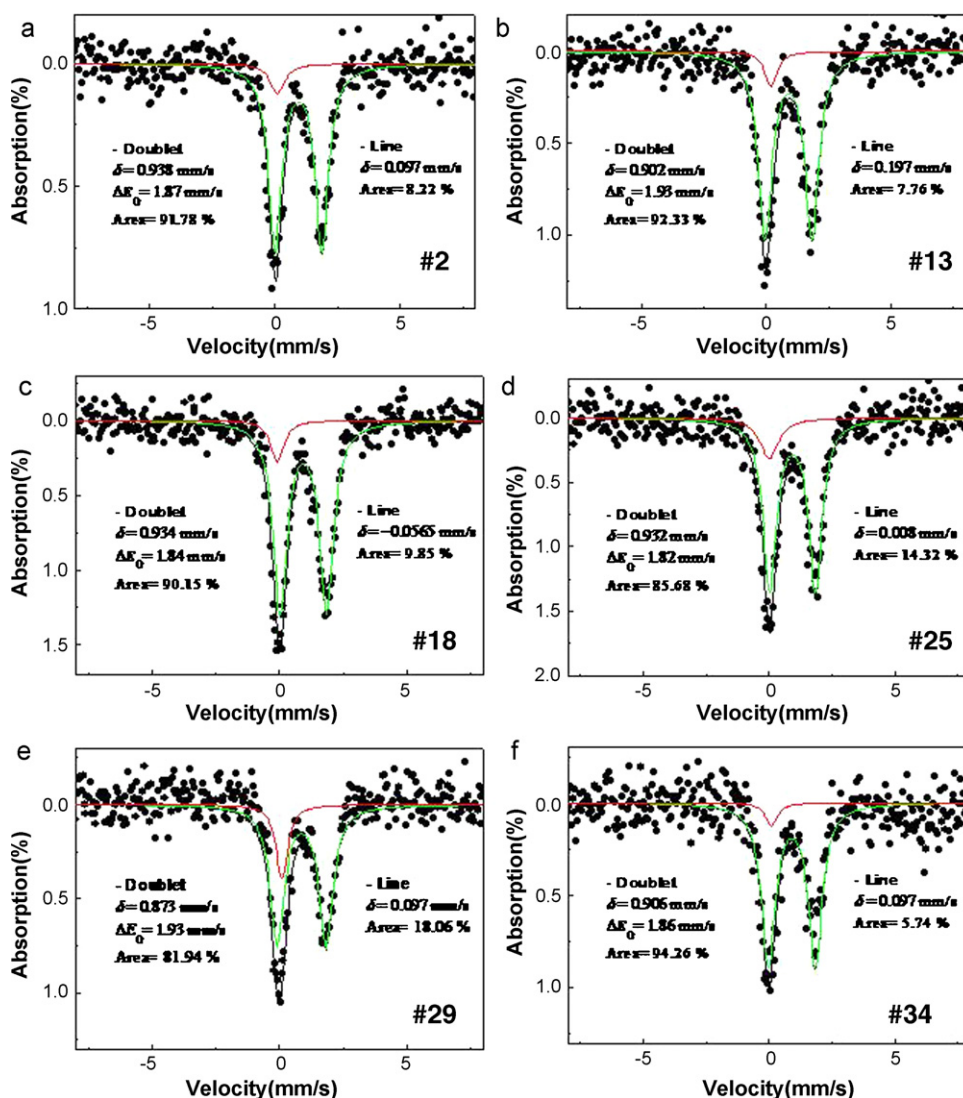 a
0.0
0.5
1.0
Absorption(%)
- Doublet
δ= 0.938 mm/s
ΔEQ= 1.87 mm/s
Area= 91.78 %
- Line
δ= 0.097 mm/s
Area= 8.22 %
#2
-5 0 5
Velocity(mm/s)
b
0.0
0.5
1.0
Absorption(%)
- Doublet
δ= 0.902 mm/s
ΔEQ= 1.93 mm/s
Area= 92.33 %
- Line
δ= 0.197 mm/s
Area= 7.76 %
#13
-5 0 5
Velocity(mm/s)
c
0.0
0.5
1.0
1.5
Absorption(%)
- Doublet
δ= 0.934 mm/s
ΔEQ= 1.84 mm/s
Area= 90.15 %
- Line
δ= −0.0565 mm/s
Area= 9.85 %
#18
-5 0 5
Velocity(mm/s)
d
0.0
0.5
1.0
1.5
2.0
Absorption(%)
- Doublet
δ= 0.932 mm/s
ΔEQ= 1.82 mm/s
Area= 85.68 %
- Line
δ= 0.008 mm/s
Area= 14.32 %
#25
-5 0 5
Velocity(mm/s)
e
0.0
0.5
1.0
Absorption(%)
- Doublet
δ= 0.873 mm/s
ΔEQ= 1.93 mm/s
Area= 81.94 %
- Line
δ= 0.097 mm/s
Area= 18.06 %
#29
-5 0 5
Velocity(mm/s)
f
0.0
0.5
1.0
Absorption(%)
- Doublet
δ= 0.906 mm/s
ΔEQ= 1.86 mm/s
Area= 94.26 %
- Line
δ= 0.097 mm/s
Area= 5.74 %
#34
-5 0 5
Velocity(mm/s)